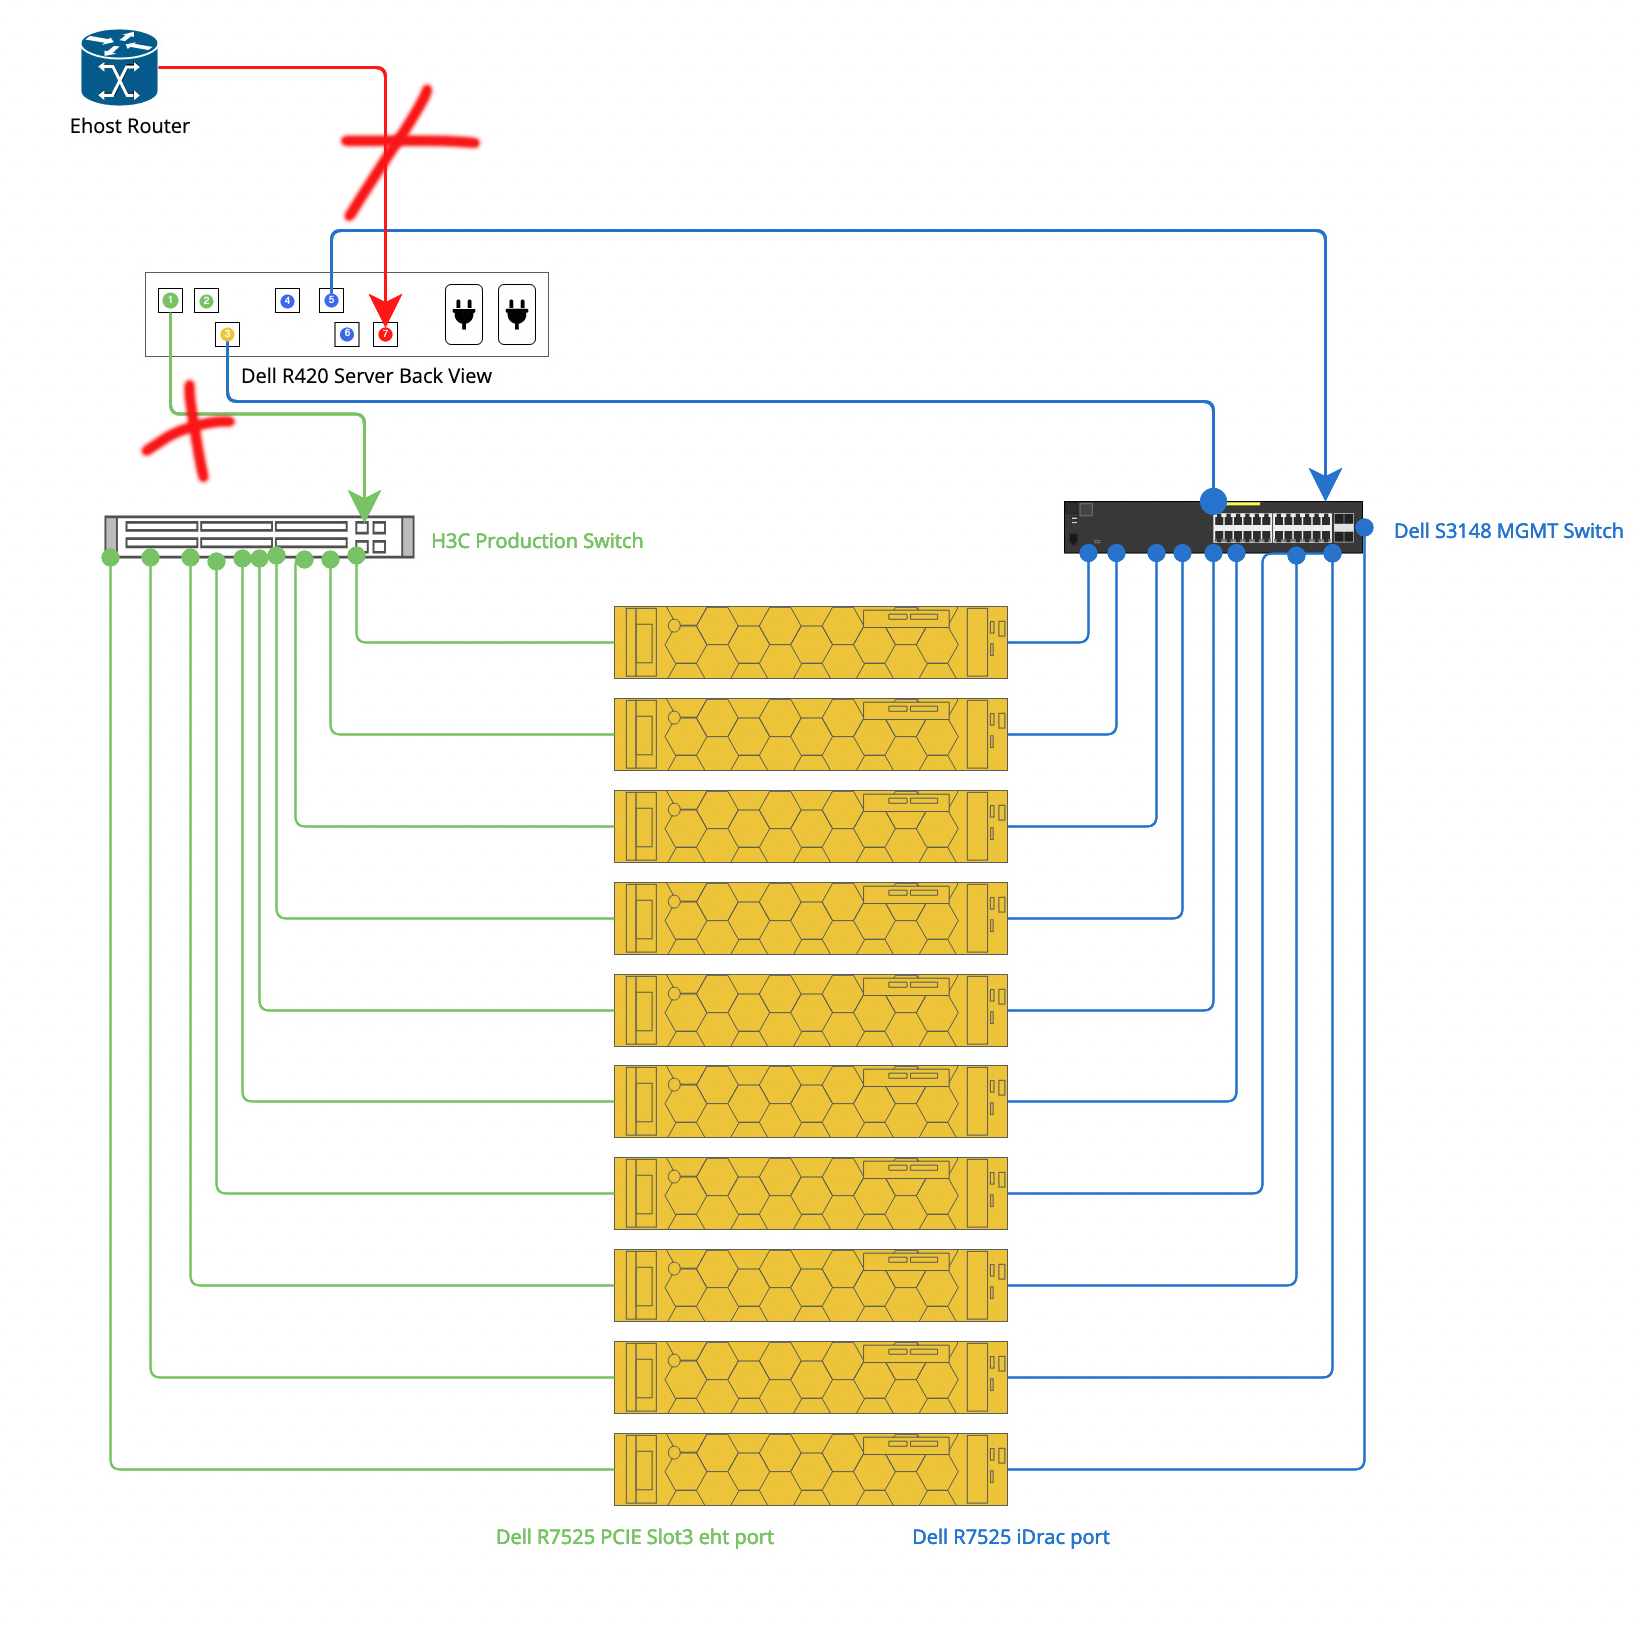 Ehost Router
1
2
4
5
3
6
7
Dell R420 Server Back View
H3C Production Switch
Dell S3148 MGMT Switch
Dell R7525 PCIE Slot3 eht port
Dell R7525 iDrac port